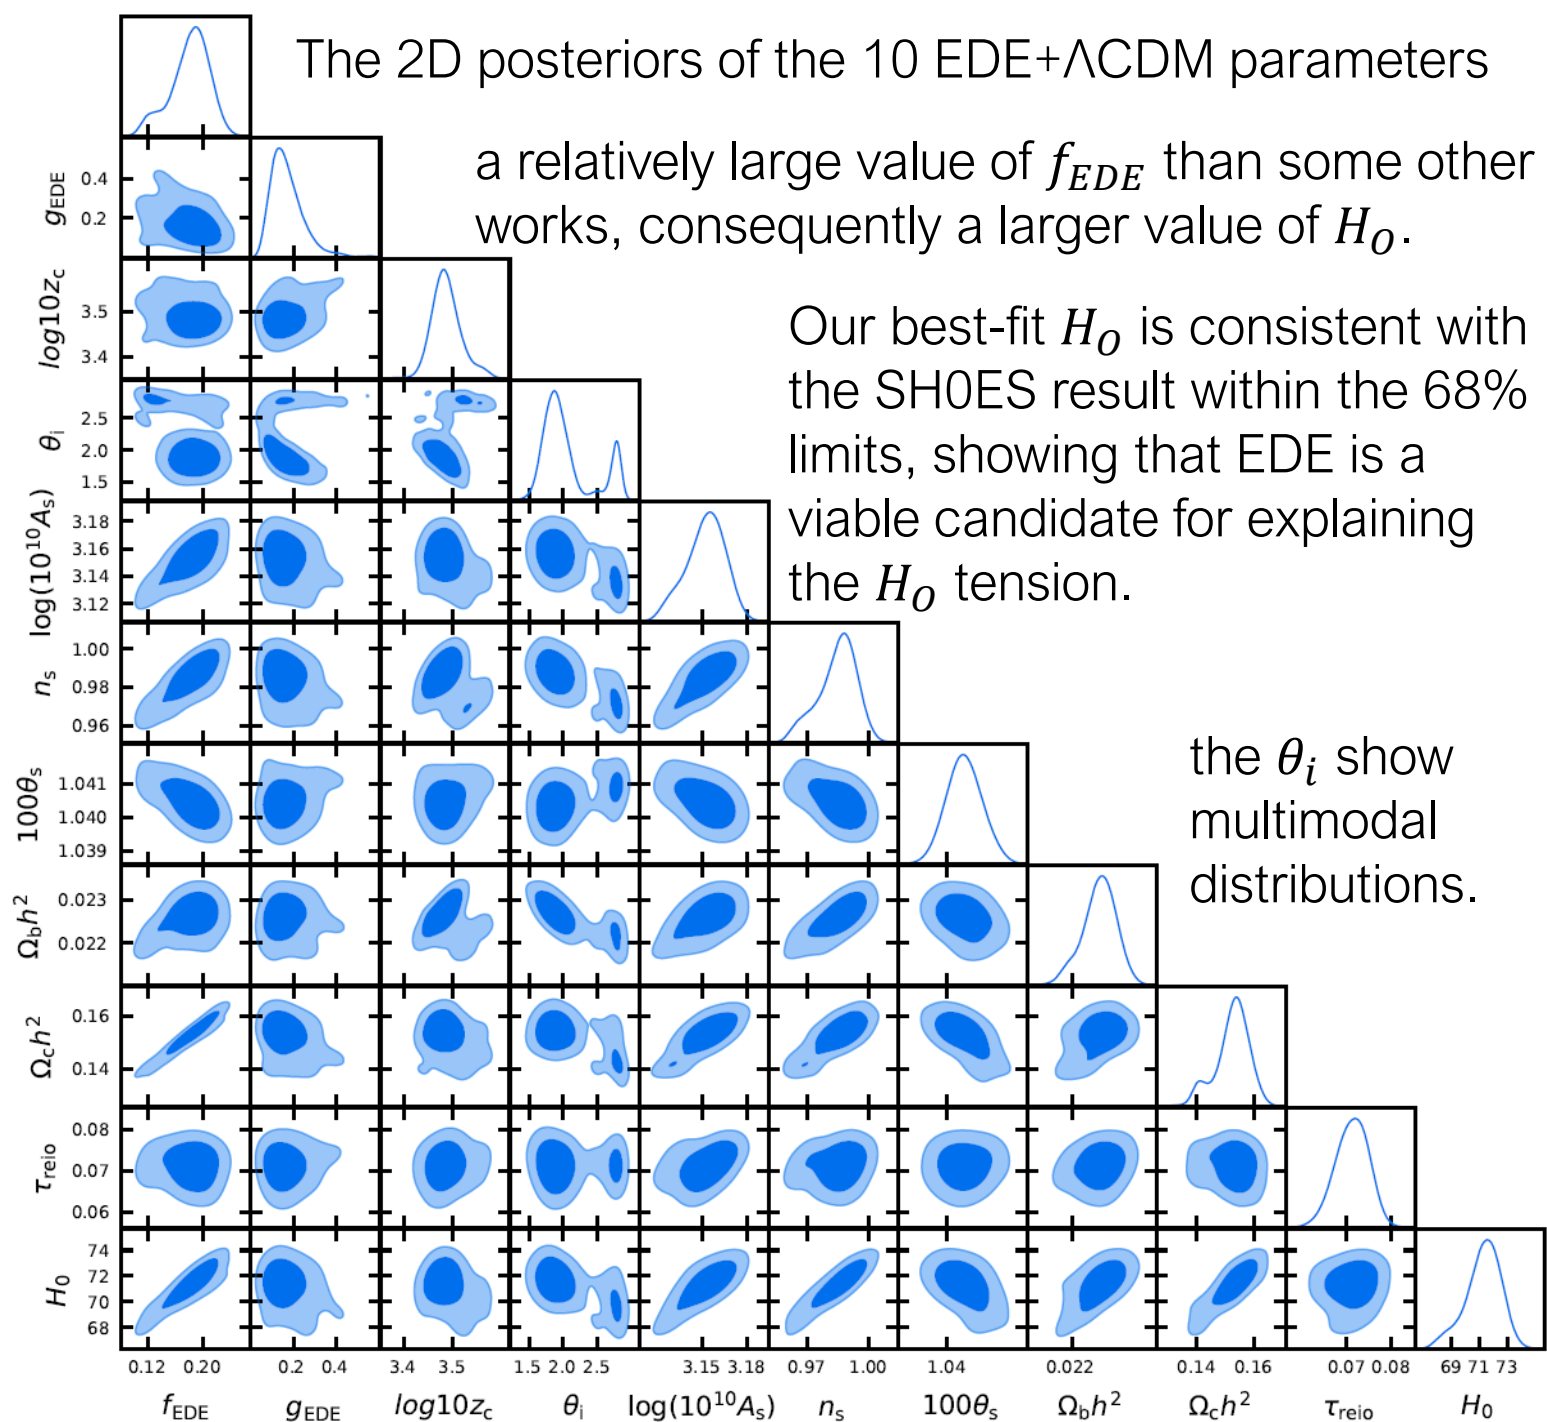 The 2D posteriors of the 10 EDE+ΛCDM parameters
a relatively large value of f_EDE than some other
works, consequently a larger value of H_O.
Our best-fit H_O is consistent with
the SH0ES result within the 68%
limits, showing that EDE is a
viable candidate for explaining
the H_O tension.
the θ_i show
multimodal
distributions.
g_EDE
0.4
0.2
log10z_c
3.5
3.4
θ_i
2.5
2.0
1.5
log(10^10 A_s)
3.18
3.16
3.14
3.12
n_s
1.00
0.98
0.96
100θ_s
1.041
1.040
1.039
Ω_b h^2
0.023
0.022
Ω_c h^2
0.16
0.14
τ_reio
0.08
0.07
0.06
H_0
74
72
70
68
0.12 0.20 0.2 0.4 3.4 3.5 1.5 2.0 2.5 3.15 3.18 0.97 1.00 1.04 0.022 0.14 0.16 0.07 0.08 69 71 73
f_EDE g_EDE log10z_c θ_i log(10^10 A_s) n_s 100θ_s Ω_b h^2 Ω_c h^2 τ_reio H_0